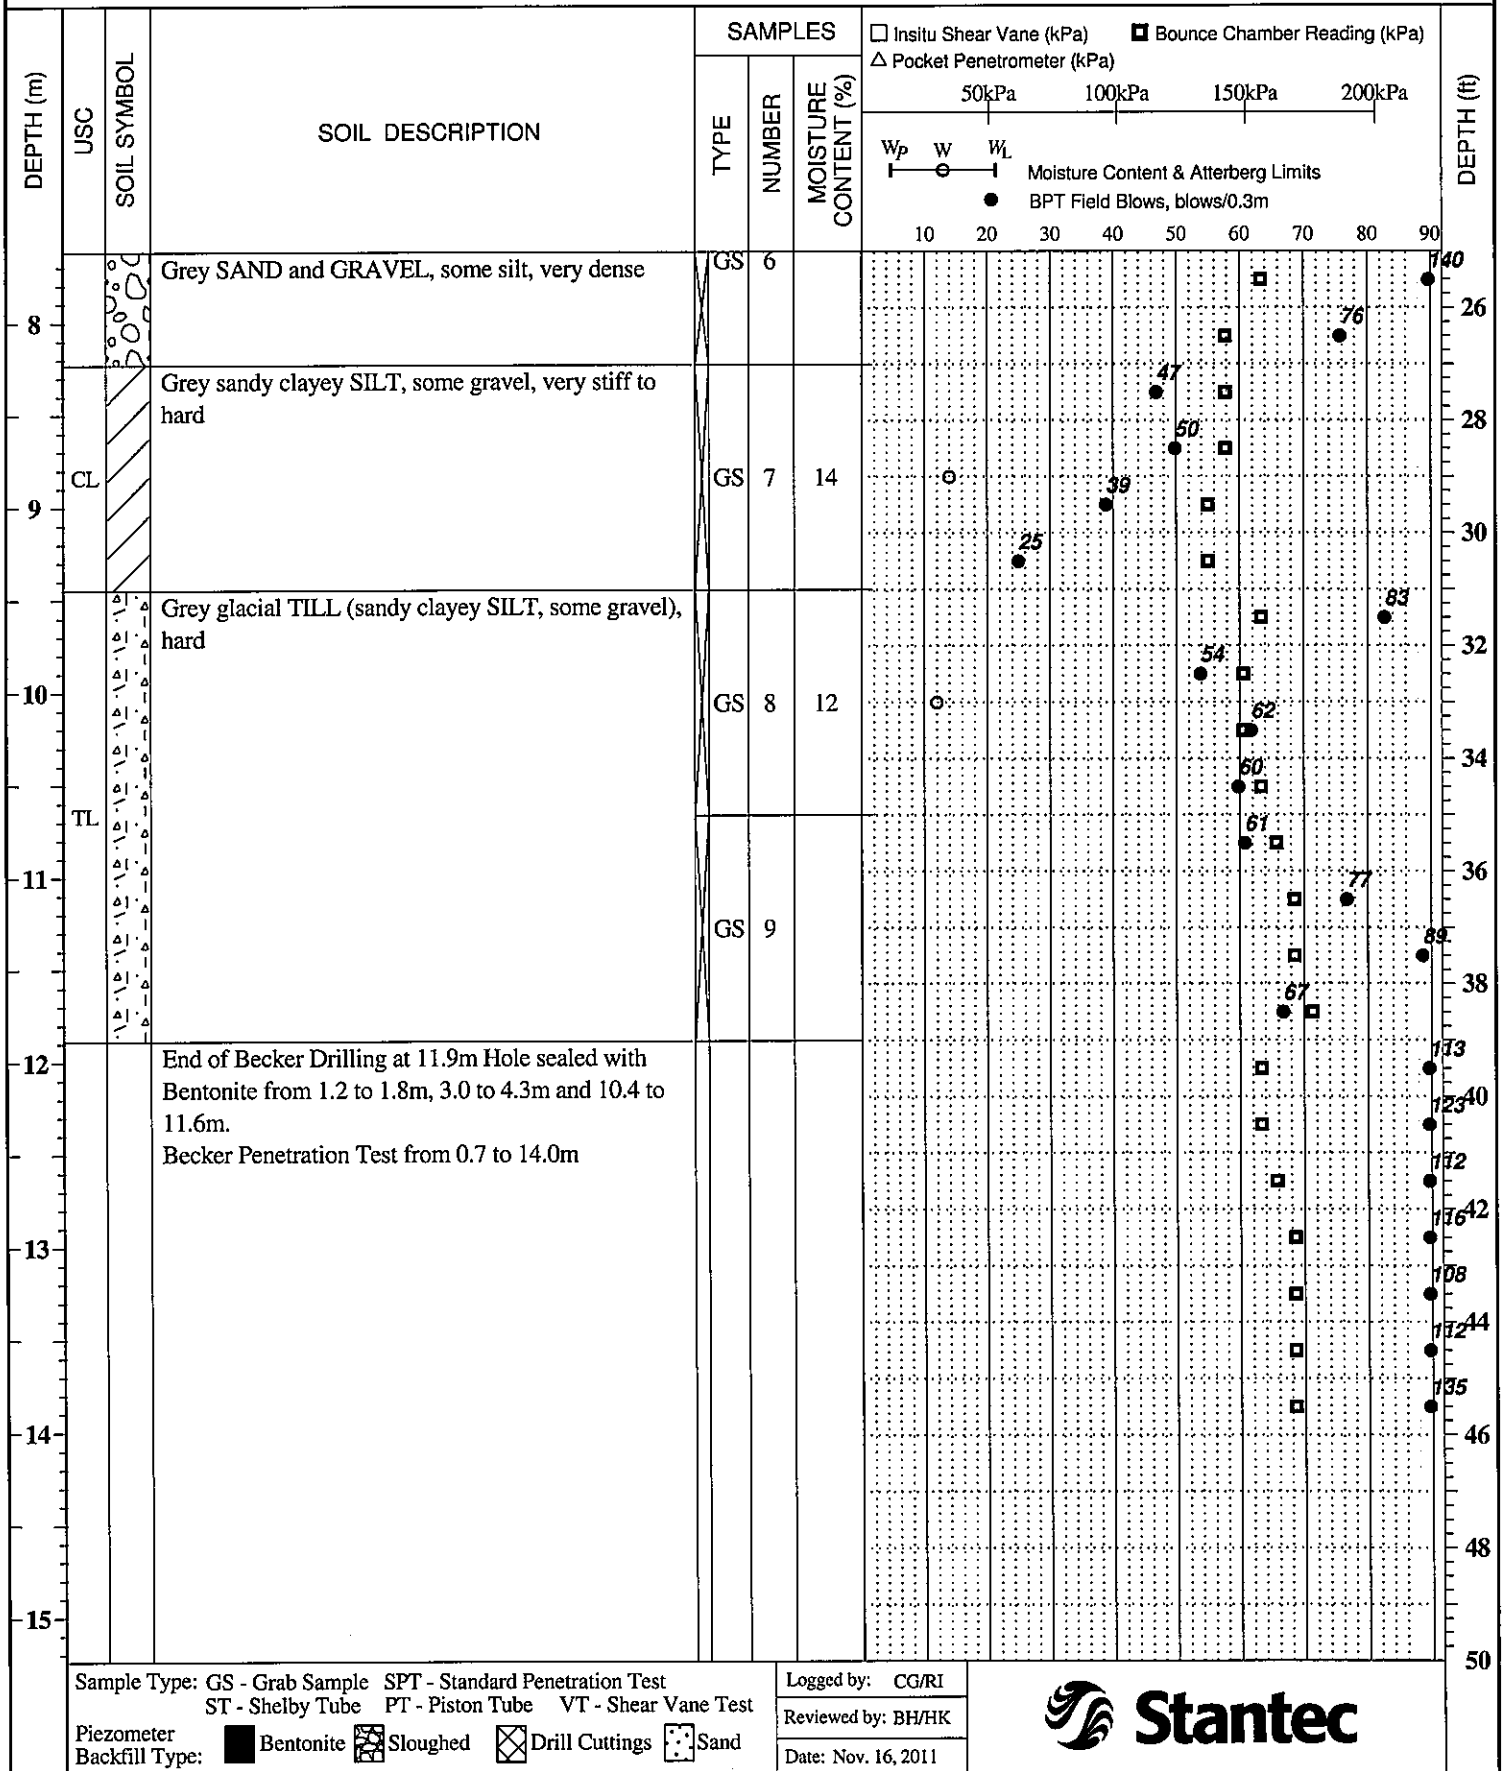 DEPTH (m)
USC
SOIL SYMBOL
SOIL DESCRIPTION
SAMPLES
TYPE
NUMBER
MOISTURE CONTENT (%)
Insitu Shear Vane (kPa)
Bounce Chamber Reading (kPa)
Pocket Penetrometer (kPa)
50kPa 100kPa 150kPa 200kPa
WP W WL
Moisture Content & Atterberg Limits
BPT Field Blows, blows/0.3m
10 20 30 40 50 60 70 80 90
DEPTH (ft)
Grey SAND and GRAVEL, some silt, very dense
GS 6
140
26
8
76
Grey sandy clayey SILT, some gravel, very stiff to
hard
47
28
50
CL
GS 7 14
39
9
30
25
Grey glacial TILL (sandy clayey SILT, some gravel),
hard
83
32
54
10
GS 8 12
62
34
60
TL
61
11
36
77
GS 9
89
38
67
End of Becker Drilling at 11.9m Hole sealed with
Bentonite from 1.2 to 1.8m, 3.0 to 4.3m and 10.4 to
11.6m.
Becker Penetration Test from 0.7 to 14.0m
12
113
40
123
112
42
116
13
108
44
112
135
14
46
48
15
50
Sample Type: GS - Grab Sample SPT - Standard Penetration Test
ST - Shelby Tube PT - Piston Tube VT - Shear Vane Test
Piezometer
Backfill Type:
Bentonite Sloughed Drill Cuttings Sand
Logged by: CG/RI
Reviewed by: BH/HK
Date: Nov. 16, 2011
Stantec